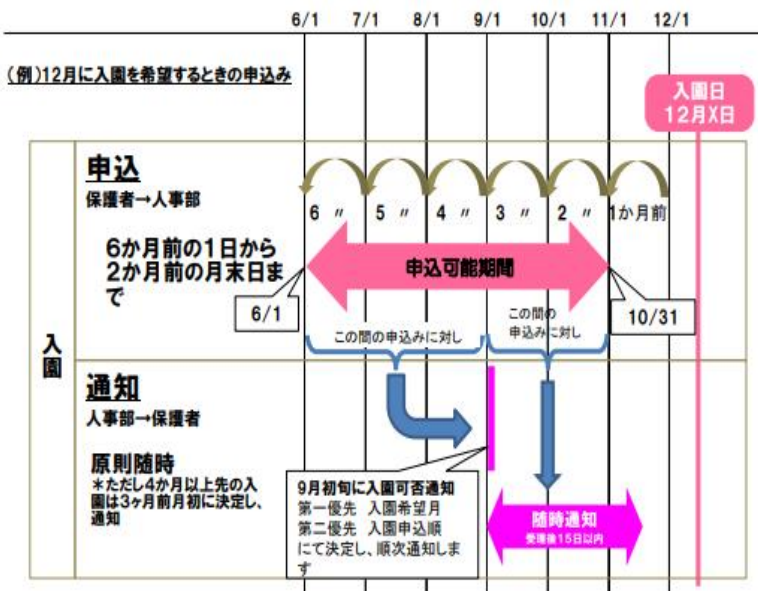 6/1 7/1 8/1 9/1 10/1 11/1 12/1
(例)12月に入園を希望するときの申込み
入園日
12月X日
入園
申込
保護者→人事部
6か月前の1日から
2か月前の月末日ま
で
6 〃 5 〃 4 〃 3 〃 2 〃 1か月前
申込可能期間
6/1
10/31
この間の申込みに対し
この間の
申込みに対し
通知
人事部→保護者
原則随時
*ただし4か月以上先の入
園は3ヶ月前月初に決定し、
通知
9月初旬に入園可否通知
第一優先 入園希望月
第二優先 入園申込順
にて決定し、順次通知しま
す
随時通知
受理後15日以内